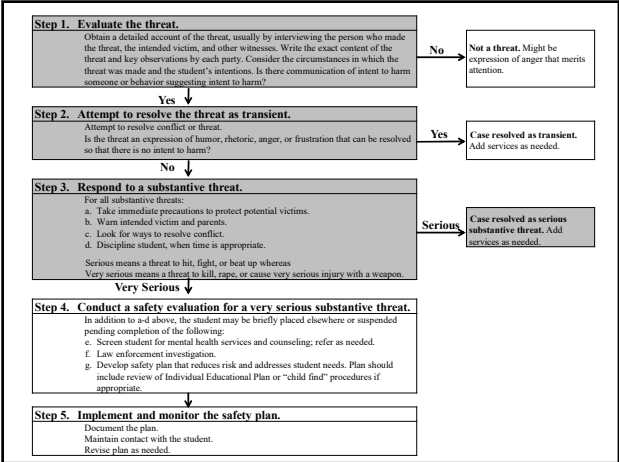 Step 1. Evaluate the threat.
Obtain a detailed account of the threat, usually by interviewing the person who made
the threat, the intended victim, and other witnesses. Write the exact content of the
threat and key observations by each party. Consider the circumstances in which the
threat was made and the student's intentions. Is there communication of intent to harm
someone or behavior suggesting intent to harm?
No
Not a threat. Might be
expression of anger that merits
attention.
Yes
Step 2. Attempt to resolve the threat as transient.
Attempt to resolve conflict or threat.
Is the threat an expression of humor, rhetoric, anger, or frustration that can be resolved
so that there is no intent to harm?
Yes
Case resolved as transient.
Add services as needed.
No
Step 3. Respond to a substantive threat.
For all substantive threats:
a. Take immediate precautions to protect potential victims.
b. Warn intended victim and parents.
c. Look for ways to resolve conflict.
d. Discipline student, when time is appropriate.
Serious means a threat to hit, fight, or beat up whereas
Very serious means a threat to kill, rape, or cause very serious injury with a weapon.
Serious
Case resolved as serious
substantive threat. Add
services as needed.
Very Serious
Step 4. Conduct a safety evaluation for a very serious substantive threat.
In addition to a-d above, the student may be briefly placed elsewhere or suspended
pending completion of the following:
e. Screen student for mental health services and counseling; refer as needed.
f. Law enforcement investigation.
g. Develop safety plan that reduces risk and addresses student needs. Plan should
include review of Individual Educational Plan or "child find" procedures if
appropriate.
Step 5. Implement and monitor the safety plan.
Document the plan.
Maintain contact with the student.
Revise plan as needed.